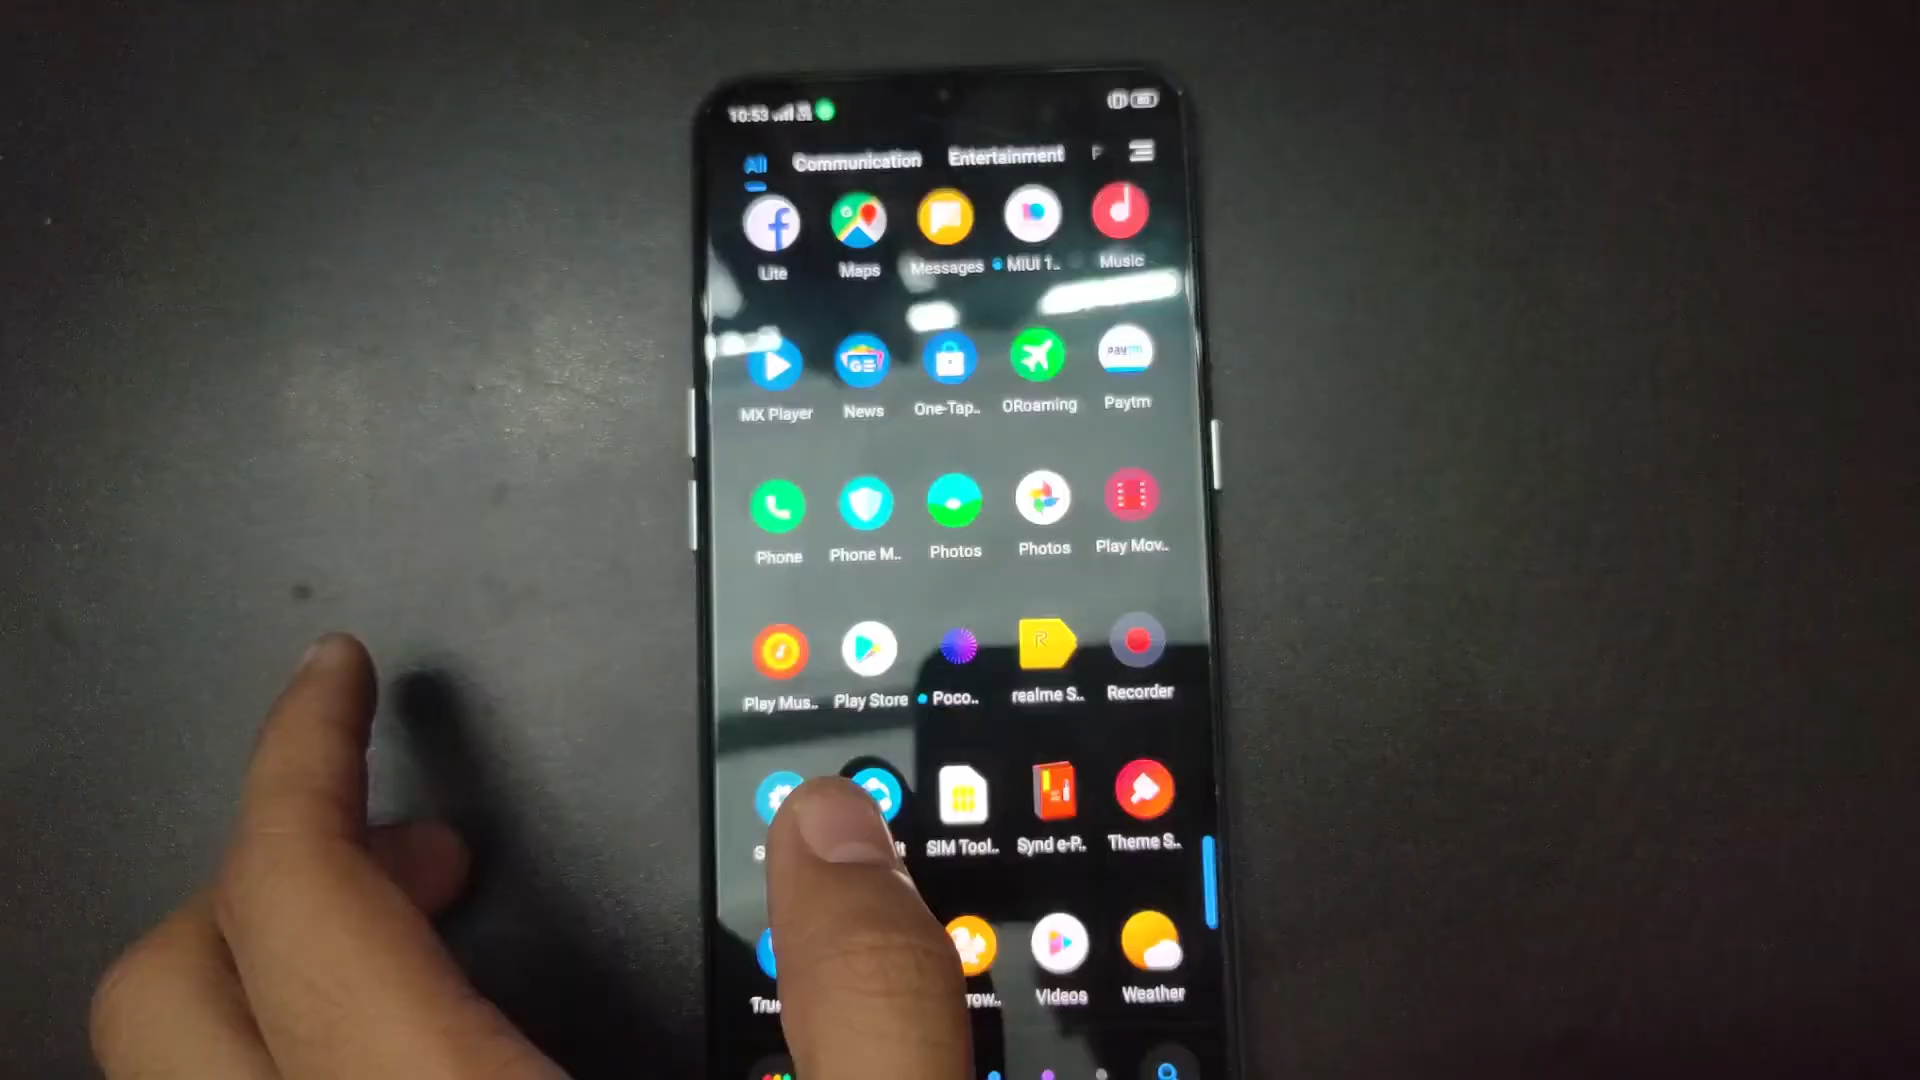 10:53
All Communication Entertainment P
Lite Maps Messages MIUI 1.. Music
MX Player News One-Tap.. ORoaming Paytm
Phone Phone M.. Photos Photos Play Mov..
Play Mus.. Play Store Poco.. realme S.. Recorder
SIM Tool.. Synd e-P.. Theme S..
Videos Weather